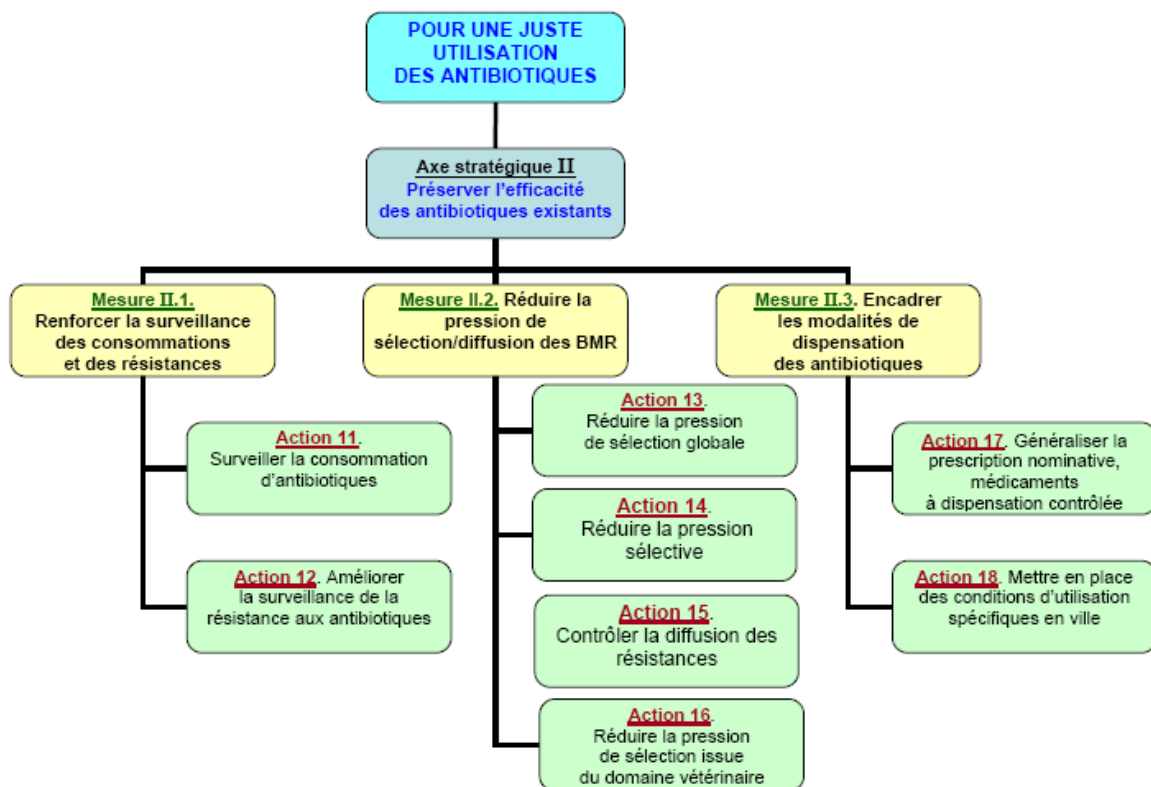 POUR UNE JUSTE
UTILISATION
DES ANTIBIOTIQUES
Axe stratégique II
Préserver l'efficacité
des antibiotiques existants
Mesure II.1.
Renforcer la surveillance
des consommations
et des résistances
Mesure II.2. Réduire la
pression de
sélection/diffusion des BMR
Mesure II.3. Encadrer
les modalités de
dispensation
des antibiotiques
Action 11.
Surveiller la consommation
d'antibiotiques
Action 12. Améliorer
la surveillance de la
résistance aux antibiotiques
Action 13.
Réduire la pression
de sélection globale
Action 14.
Réduire la pression
sélective
Action 15.
Contrôler la diffusion des
résistances
Action 16.
Réduire la pression
de sélection issue
du domaine vétérinaire
Action 17. Généraliser la
prescription nominative,
médicaments
à dispensation contrôlée
Action 18. Mettre en place
des conditions d'utilisation
spécifiques en ville